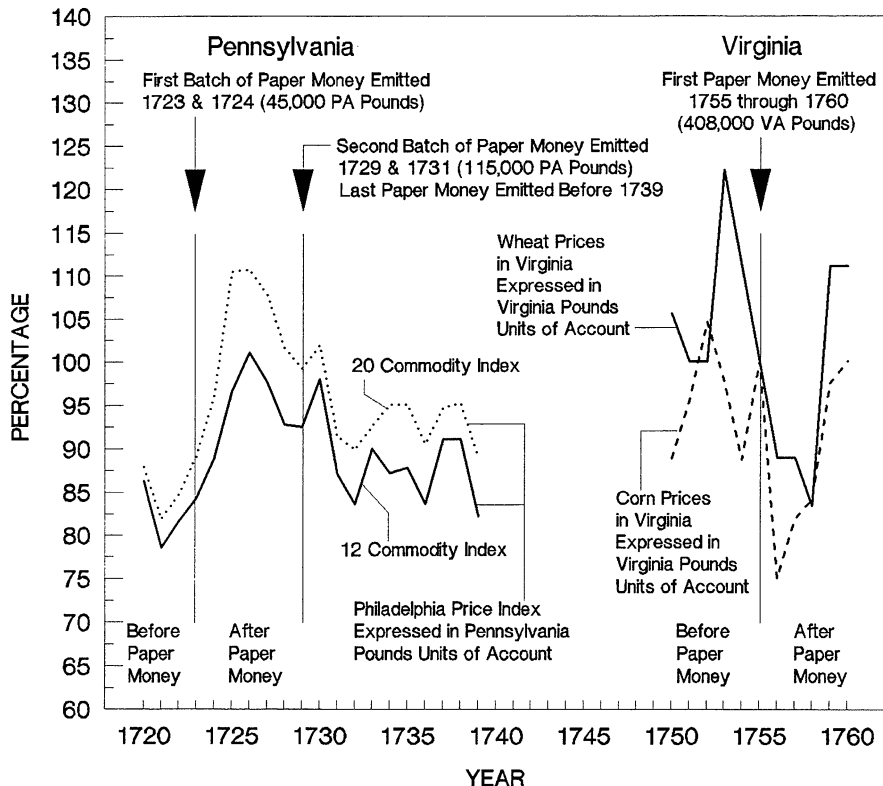 140
135
130
125
120
115
110
105
100
95
90
85
80
75
70
65
60
PERCENTAGE
Pennsylvania
First Batch of Paper Money Emitted
1723 & 1724 (45,000 PA Pounds)
Second Batch of Paper Money Emitted
1729 & 1731 (115,000 PA Pounds)
Last Paper Money Emitted Before 1739
20 Commodity Index
12 Commodity Index
Philadelphia Price Index
Expressed in Pennsylvania
Pounds Units of Account
Before
Paper
Money
After
Paper
Money
Virginia
First Paper Money Emitted
1755 through 1760
(408,000 VA Pounds)
Wheat Prices
in Virginia
Expressed in
Virginia Pounds
Units of Account
Corn Prices
in Virginia
Expressed in
Virginia Pounds
Units of Account
Before
Paper
Money
After
Paper
Money
1720 1725 1730 1735 1740 1745 1750 1755 1760
YEAR